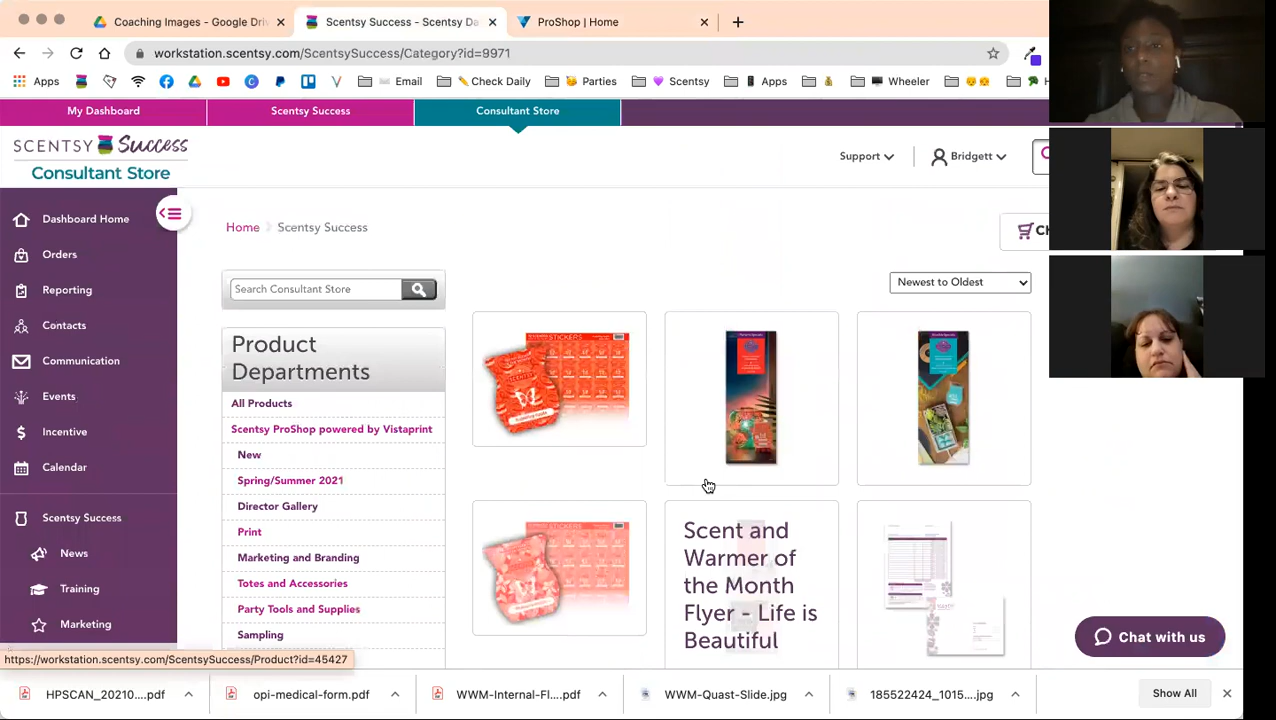 Coaching Images - Google Dri
Scentsy Success - Scentsy Da
ProShop | Home
workstation.scentsy.com/ScentsySuccess/Category?id=9971
Apps
Email
Check Daily
Parties
Scentsy
Apps
Wheeler
My Dashboard
Scentsy Success
Consultant Store
SCENTSY Success
Consultant Store
Support
Bridgett
Dashboard Home
Orders
Reporting
Contacts
Communication
Events
Incentive
Calendar
Scentsy Success
News
Training
Marketing
Home
Scentsy Success
Search Consultant Store
Newest to Oldest
Product
Departments
All Products
Scentsy ProShop powered by Vistaprint
New
Spring/Summer 2021
Director Gallery
Print
Marketing and Branding
Totes and Accessories
Party Tools and Supplies
Sampling
STICKERS
Scent and
Warmer of
the Month
Flyer - Life is
Beautiful
Chat with us
https://workstation.scentsy.com/ScentsySuccess/Product?id=45427
HPSCAN_20210....pdf
opi-medical-form.pdf
WWM-Internal-Fl....pdf
WWM-Quast-Slide.jpg
185522424_1015....jpg
Show All